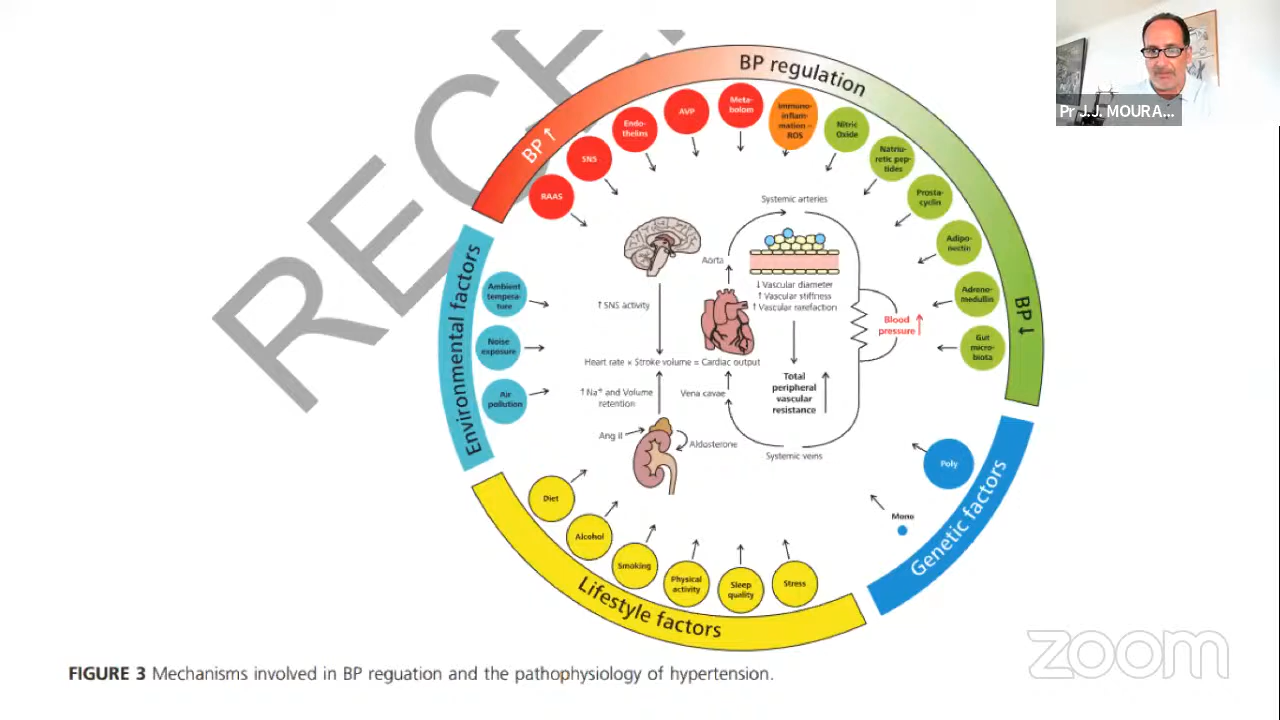 RECE
BP regulation
BP ↑
BP ↓
RAAS
SNS
Endo-
thelins
AVP
Meta-
bolom
Immuno-
inflam-
mation –
ROS
Nitric
Oxide
Natriu-
retic pep-
tides
Prosta-
cyclin
Adipo-
nectin
Adreno-
medullin
Gut
micro-
biota
Environmental factors
Ambient
tempera-
ture
Noise
exposure
Air
pollution
Systemic arteries
Aorta
↓ Vascular diameter
↑ Vascular stiffness
↑ Vascular rarefaction
↑ SNS activity
Blood
pressure ↑
Heart rate × Stroke volume = Cardiac output
Total
peripheral
vascular
resistance ↑
↑ Na⁺ and Volume
retention
Vena cavae
Ang II
Aldosterone
Systemic veins
Genetic factors
Poly
Mono
Lifestyle factors
Diet
Alcohol
Smoking
Physical
activity
Sleep
quality
Stress
FIGURE 3 Mechanisms involved in BP reguation and the pathophysiology of hypertension.
Pr J.J. MOURA...
zoom